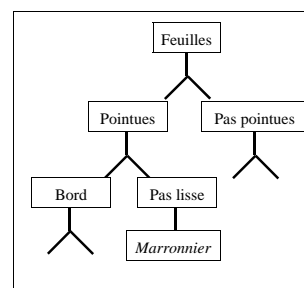 Feuilles
Pointues
Pas pointues
Bord
Pas lisse
Marronnier